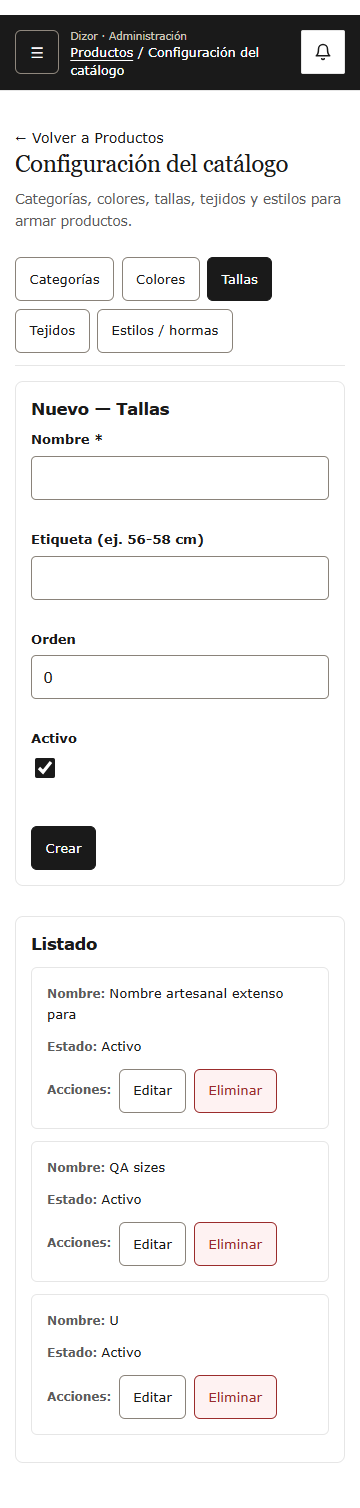 ☰
Dizor · Administración
Productos / Configuración del
catálogo
← Volver a Productos
Configuración del catálogo
Categorías, colores, tallas, tejidos y estilos para
armar productos.
Categorías
Colores
Tallas
Tejidos
Estilos / hormas
Nuevo — Tallas
Nombre *
Etiqueta (ej. 56-58 cm)
Orden
0
Activo
Crear
Listado
Nombre: Nombre artesanal extenso
para
Estado: Activo
Acciones: Editar Eliminar
Nombre: QA sizes
Estado: Activo
Acciones: Editar Eliminar
Nombre: U
Estado: Activo
Acciones: Editar Eliminar